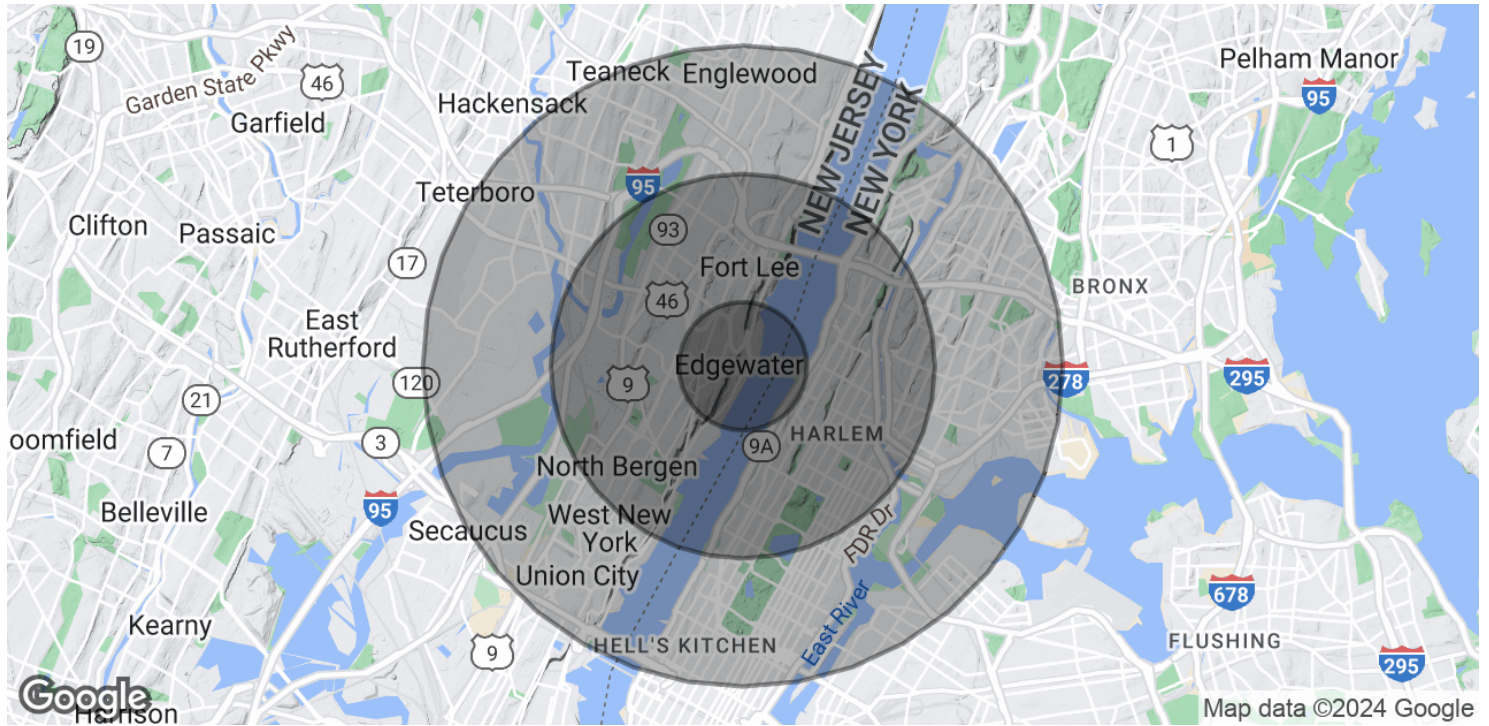 19
Garden State Pkwy
46
Garfield
Teaneck
Englewood
Hackensack
NEW JERSEY
NEW YORK
Pelham Manor
95
1
Teterboro
95
Clifton
Passaic
93
17
Fort Lee
BRONX
46
East
Rutherford
Edgewater
120
9
278
295
21
3
HARLEM
9A
oomfield
7
North Bergen
95
Belleville
Secaucus
West New
York
FDR Dr
Union City
678
East River
Kearny
9
HELL'S KITCHEN
FLUSHING
295
Google
Harrison
Map data ©2024 Google